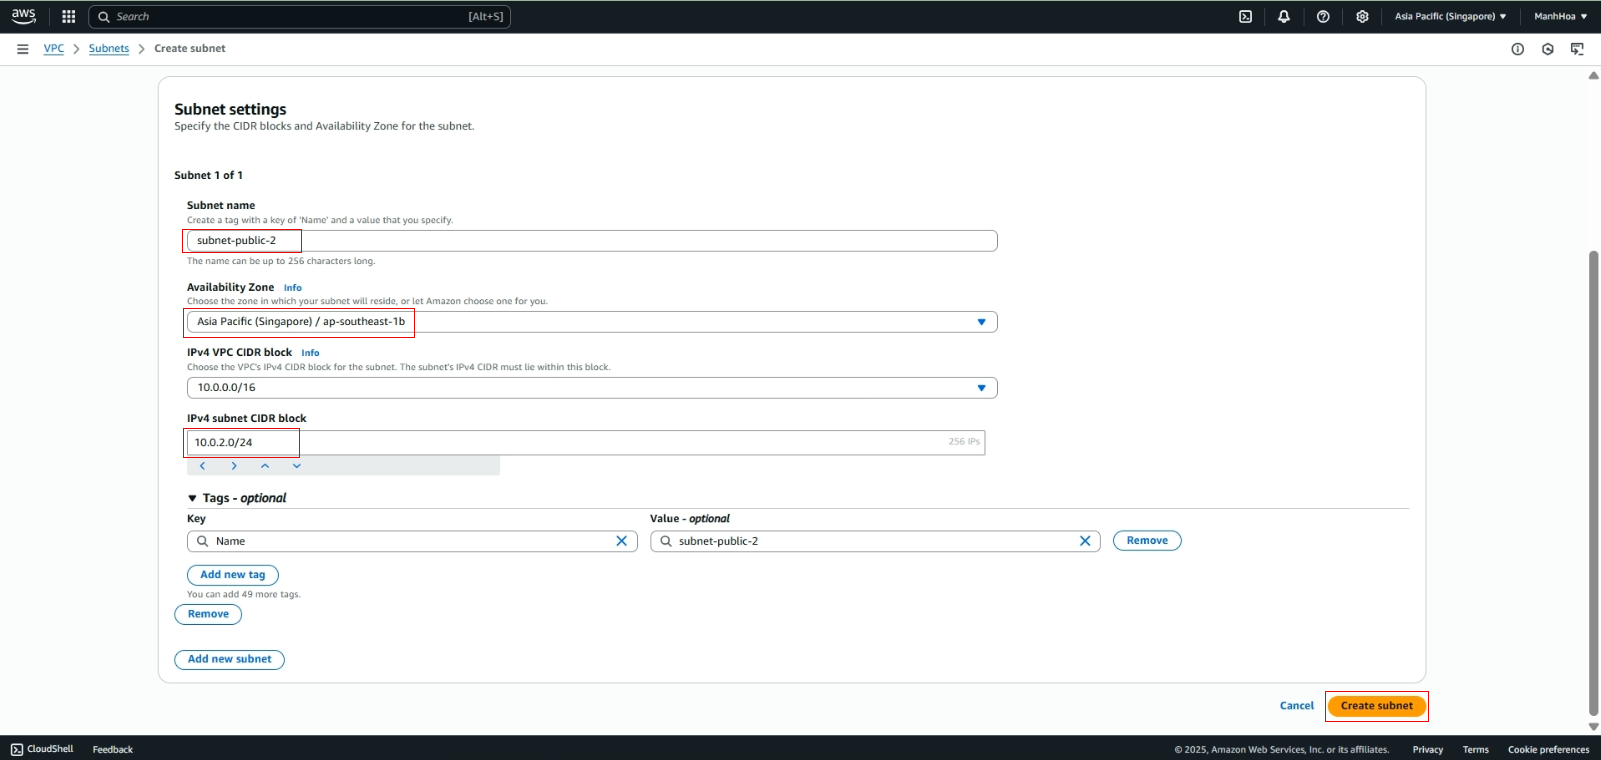 aws
Search [Alt+S]
Asia Pacific (Singapore) ManhHoa
VPC Subnets Create subnet
Subnet settings
Specify the CIDR blocks and Availability Zone for the subnet.
Subnet 1 of 1
Subnet name
Create a tag with a key of 'Name' and a value that you specify.
subnet-public-2
The name can be up to 256 characters long.
Availability Zone Info
Choose the zone in which your subnet will reside, or let Amazon choose one for you.
Asia Pacific (Singapore) / ap-southeast-1b
IPv4 VPC CIDR block Info
Choose the VPC's IPv4 CIDR block for the subnet. The subnet's IPv4 CIDR must lie within this block.
10.0.0.0/16
IPv4 subnet CIDR block
10.0.2.0/24 256 IPs
Tags - optional
Key Value - optional
Name subnet-public-2 Remove
Add new tag
You can add 49 more tags.
Remove
Add new subnet
Cancel Create subnet
CloudShell Feedback © 2025, Amazon Web Services, Inc. or its affiliates. Privacy Terms Cookie preferences